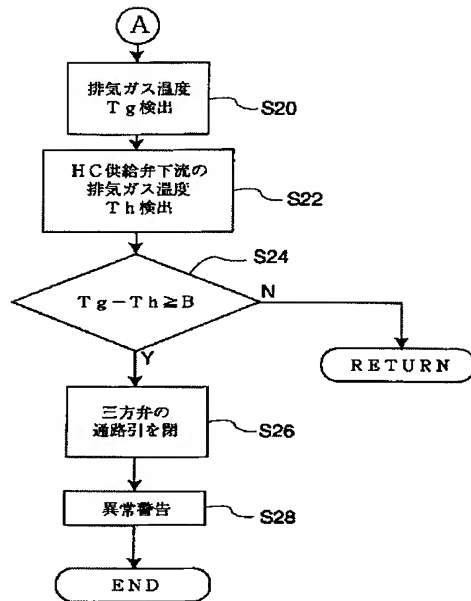 A
排気ガス温度
Tg検出
S20
HC供給弁下流の
排気ガス温度
Th検出
S22
S24
Tg－Th≧B
N
Y
RETURN
三方弁の
通路引を閉
S26
異常警告
S28
END